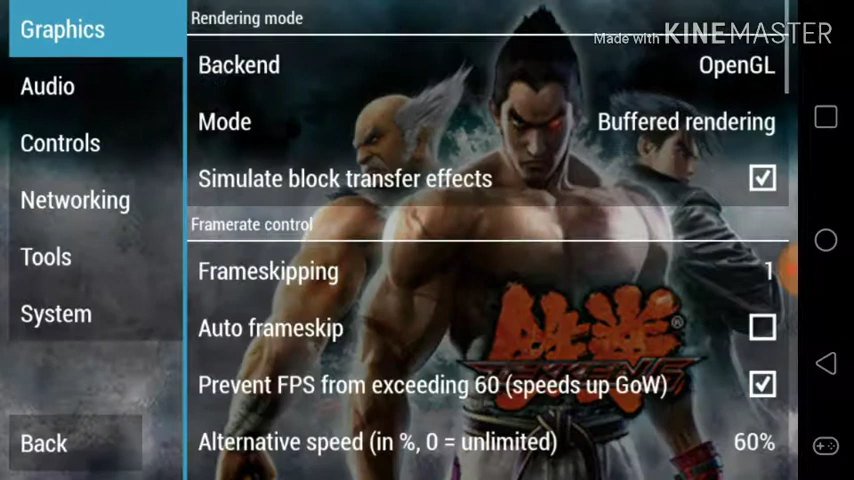 Graphics
Audio
Controls
Networking
Tools
System
Back
Rendering mode
Made with KINEMASTER
Backend OpenGL
Mode Buffered rendering
Simulate block transfer effects
Framerate control
Frameskipping 1
Auto frameskip
Prevent FPS from exceeding 60 (speeds up GoW)
Alternative speed (in %, 0 = unlimited) 60%